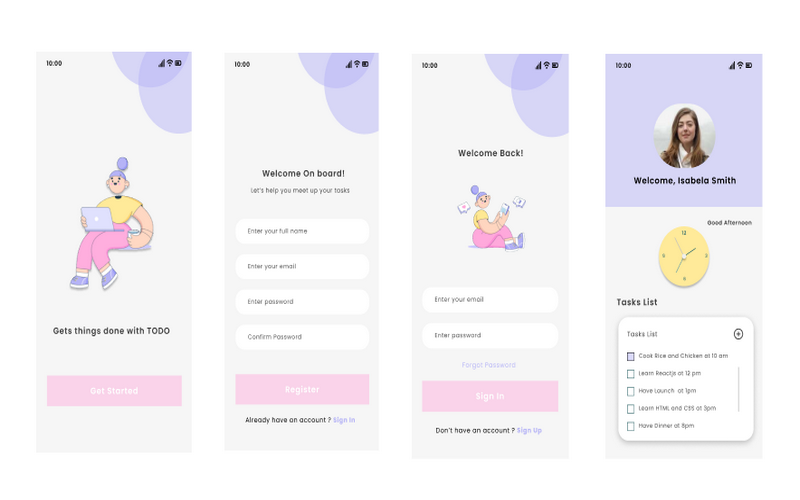 10:00
Gets things done with TODO
Get Started
10:00
Welcome On board!
Let's help you meet up your tasks
Enter your full name
Enter your email
Enter password
Confirm Password
Register
Already have an account ? Sign In
10:00
Welcome Back!
Enter your email
Enter password
Forgot Password
Sign In
Don't have an account ? Sign Up
10:00
Welcome, Isabela Smith
Good Afternoon
12
3
6
9
Tasks List
Tasks List
Cook Rice and Chicken at 10 am
Learn Reactjs at 12 pm
Have Launch at 1pm
Learn HTML and CSS at 3pm
Have Dinner at 8pm